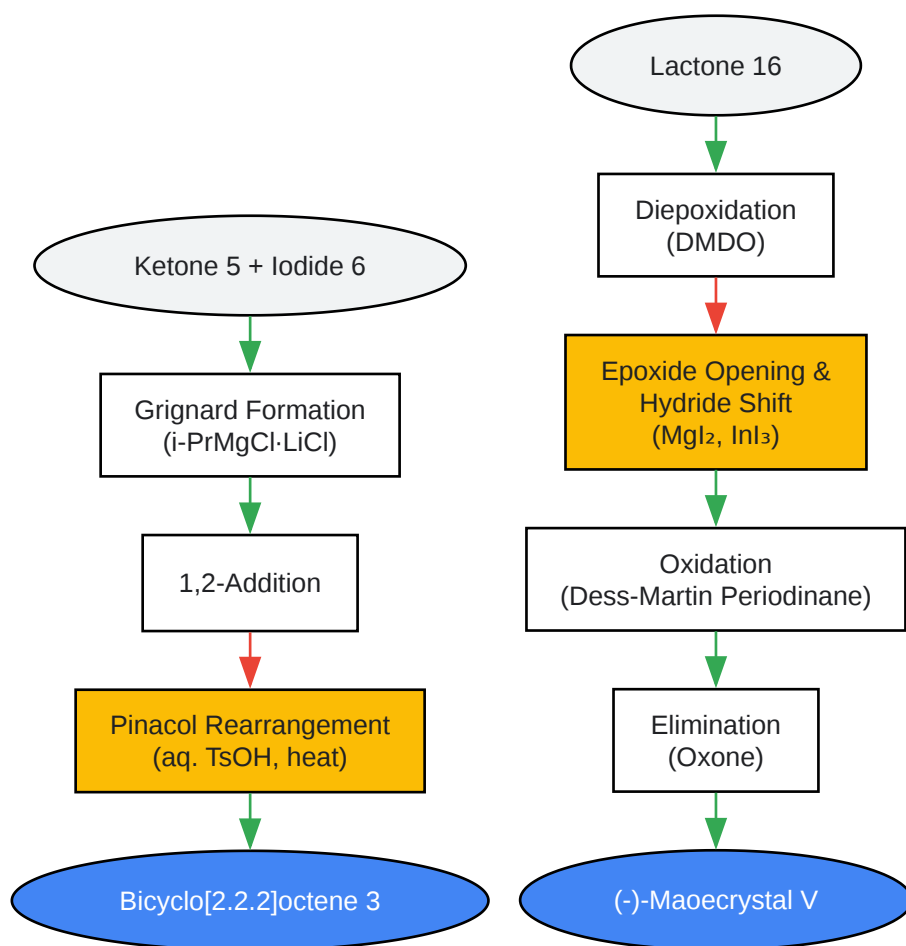 Ketone 5 + Iodide 6
Grignard Formation
(i-PrMgCl·LiCl)
1,2-Addition
Pinacol Rearrangement
(aq. TsOH, heat)
Bicyclo[2.2.2]octene 3
Lactone 16
Diepoxidation
(DMDO)
Epoxide Opening &
Hydride Shift
(MgI₂, InI₃)
Oxidation
(Dess-Martin Periodinane)
Elimination
(Oxone)
(-)-Maoecrystal V